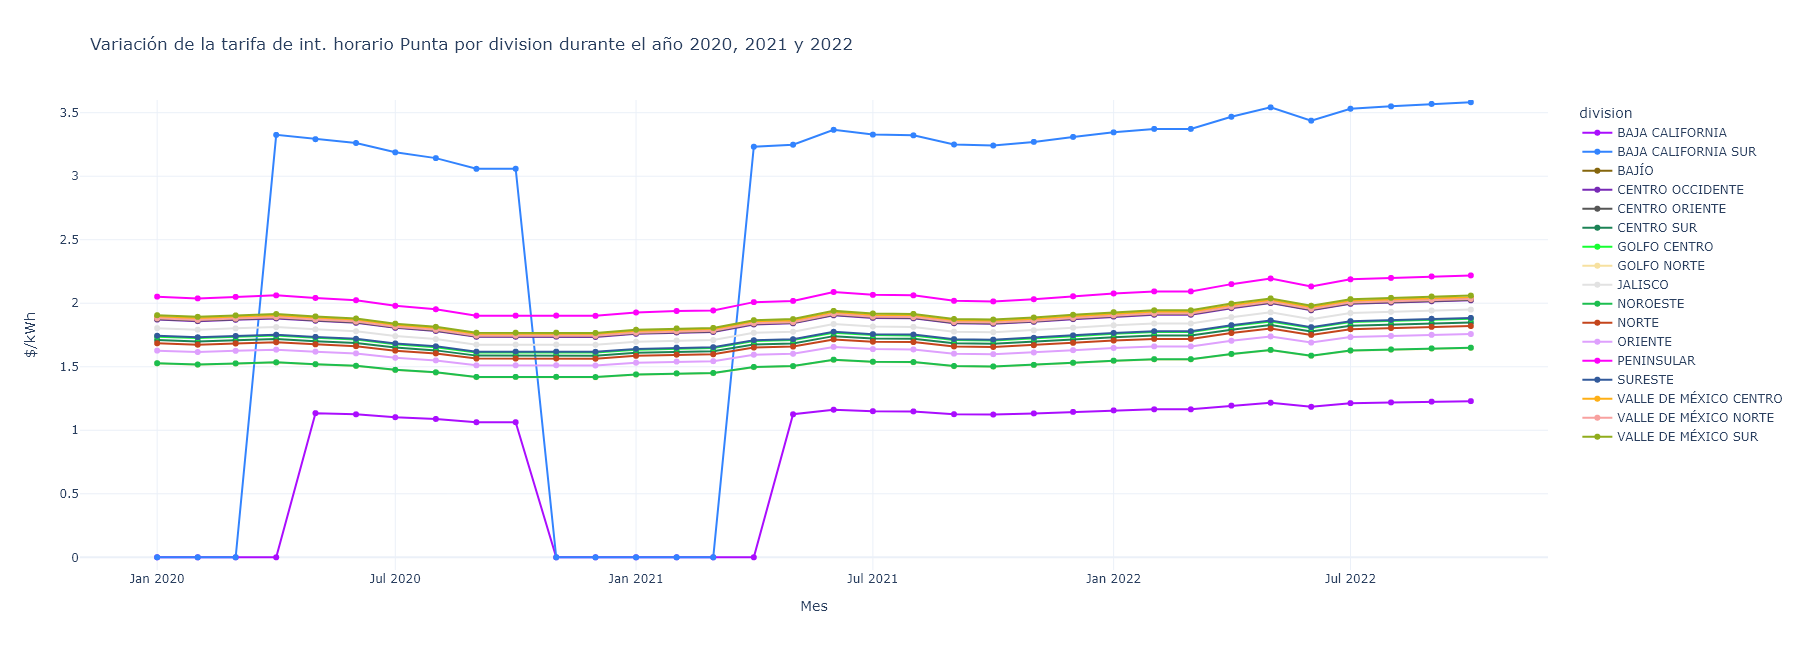 Variación de la tarifa de int. horario Punta por division durante el año 2020, 2021 y 2022
$/kWh
3.5
3
2.5
2
1.5
1
0.5
0
Jan 2020
Jul 2020
Jan 2021
Jul 2021
Jan 2022
Jul 2022
Mes
division
BAJA CALIFORNIA
BAJA CALIFORNIA SUR
BAJÍO
CENTRO OCCIDENTE
CENTRO ORIENTE
CENTRO SUR
GOLFO CENTRO
GOLFO NORTE
JALISCO
NOROESTE
NORTE
ORIENTE
PENINSULAR
SURESTE
VALLE DE MÉXICO CENTRO
VALLE DE MÉXICO NORTE
VALLE DE MÉXICO SUR